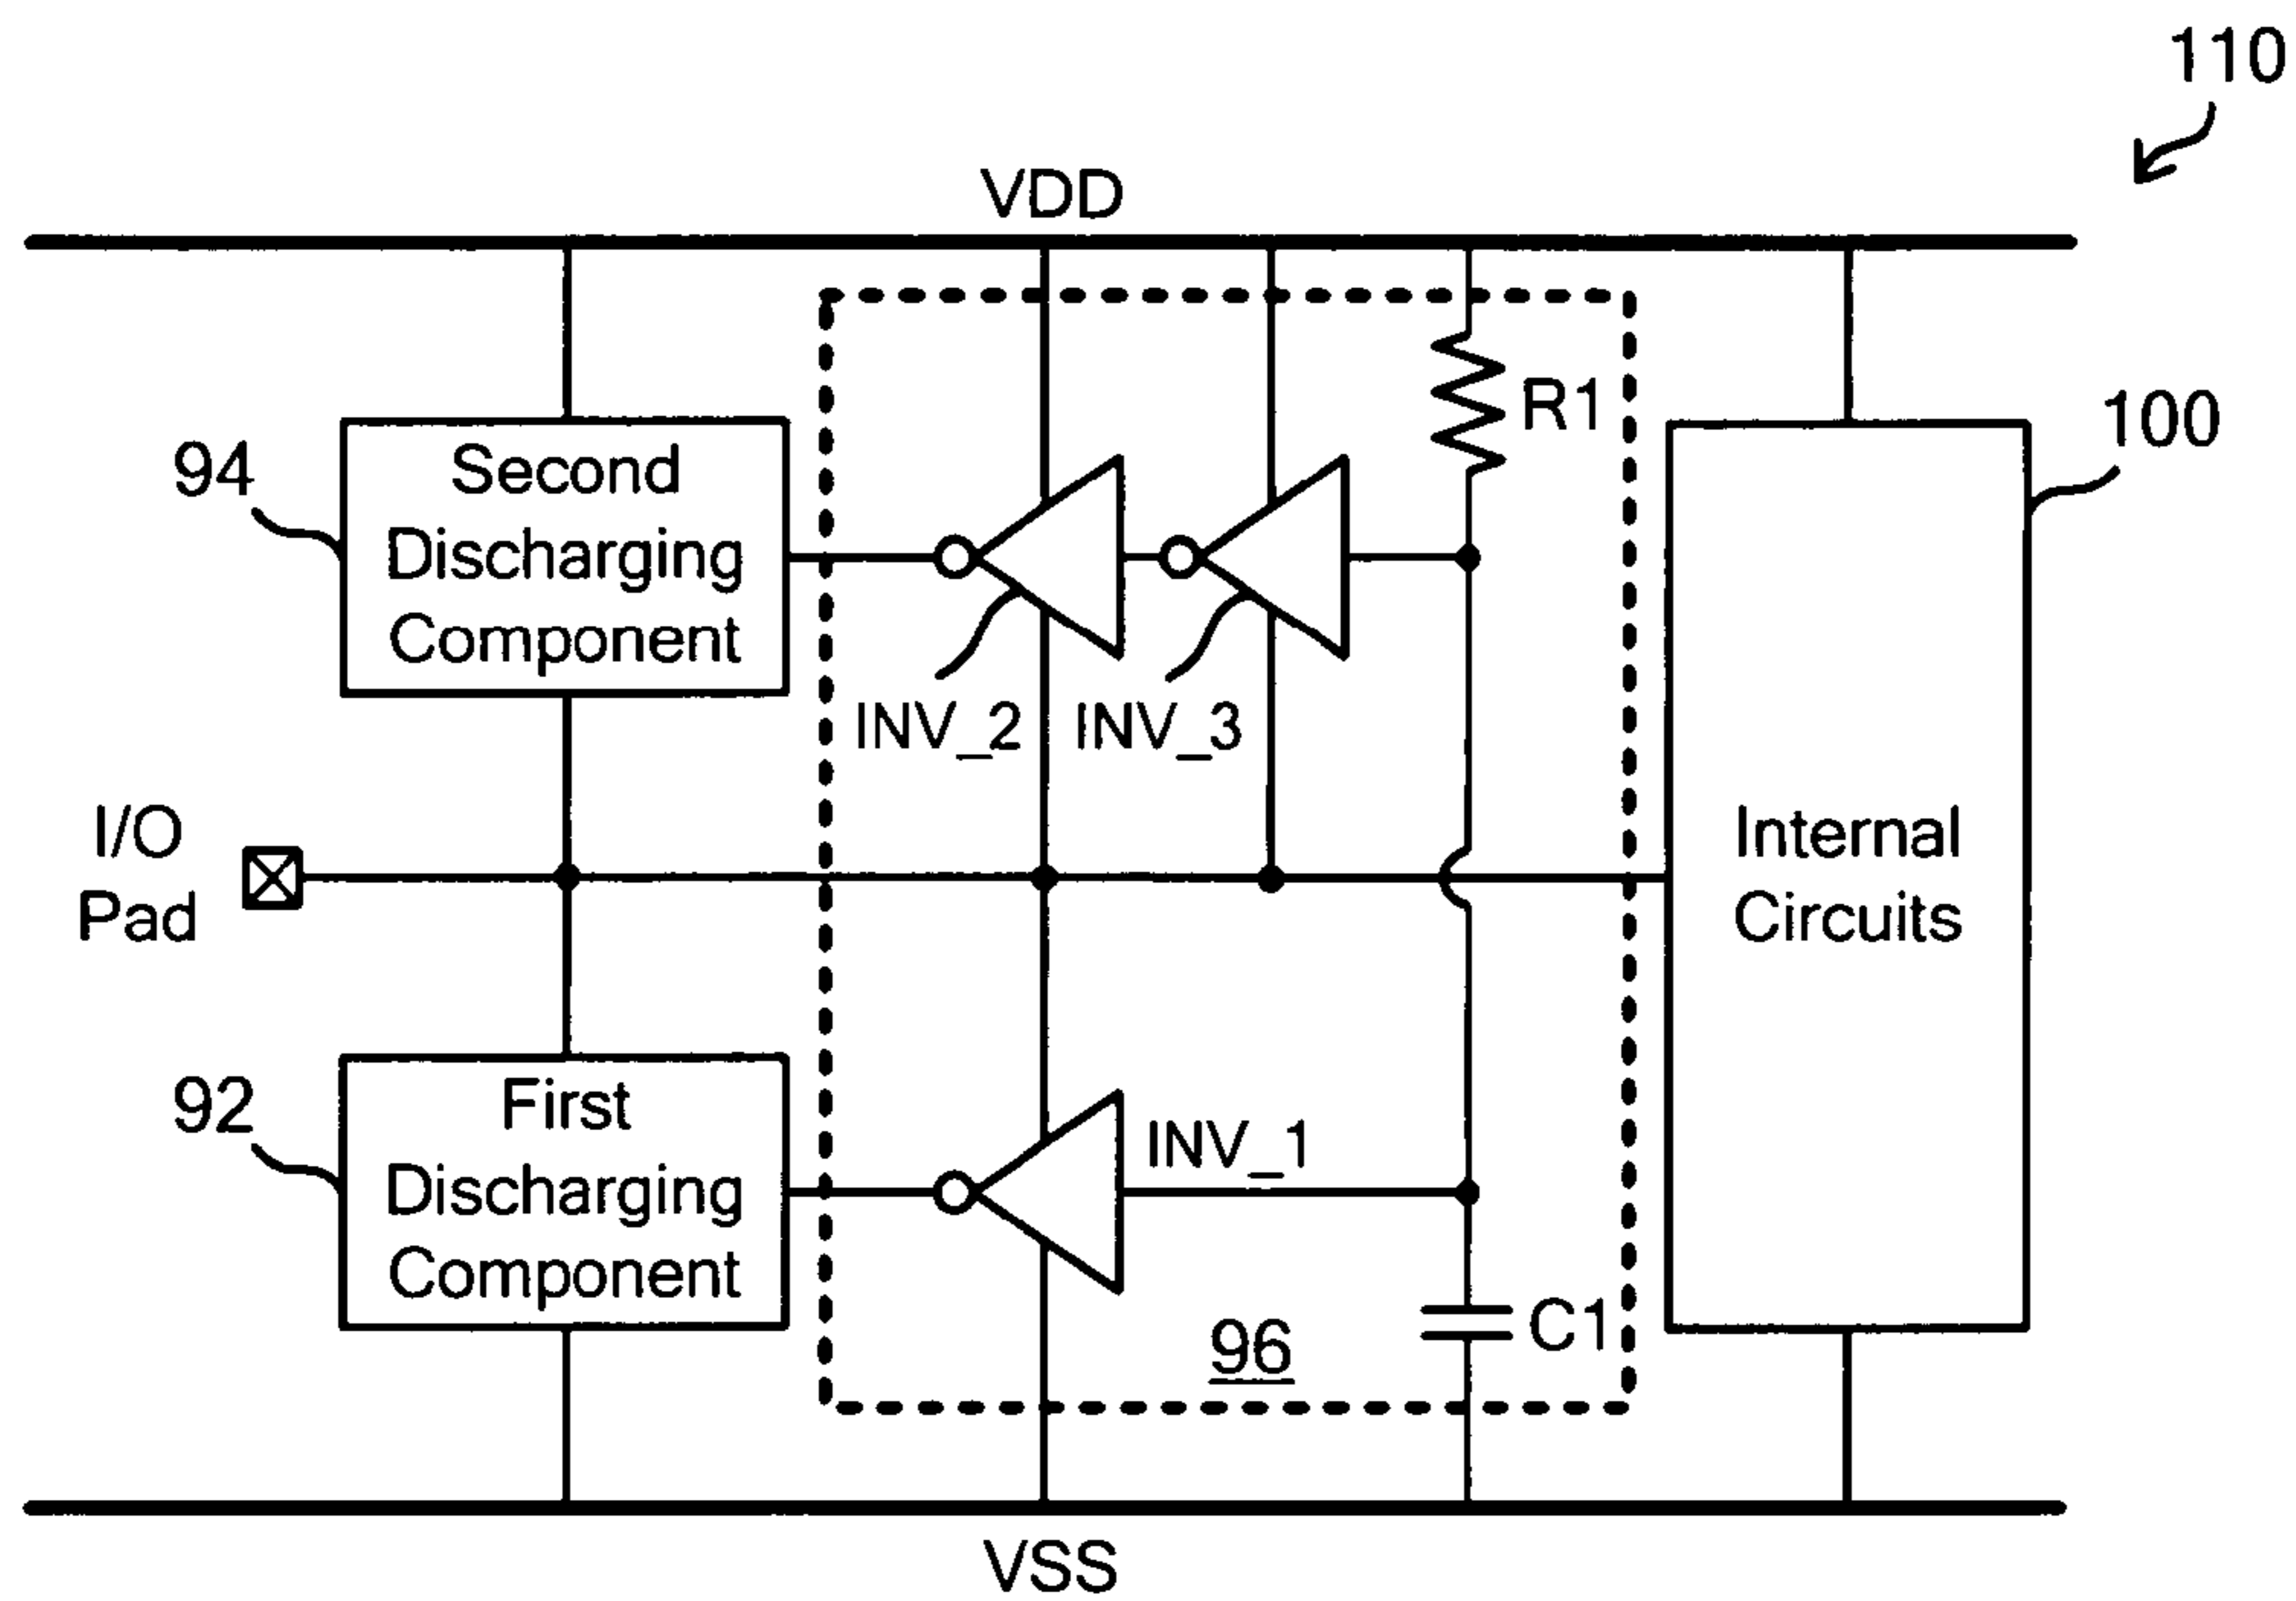 110
VDD
R1
100
94
Second
Discharging
Component
INV_2
INV_3
I/O
Pad
Internal
Circuits
92
First
Discharging
Component
INV_1
96
C1
VSS